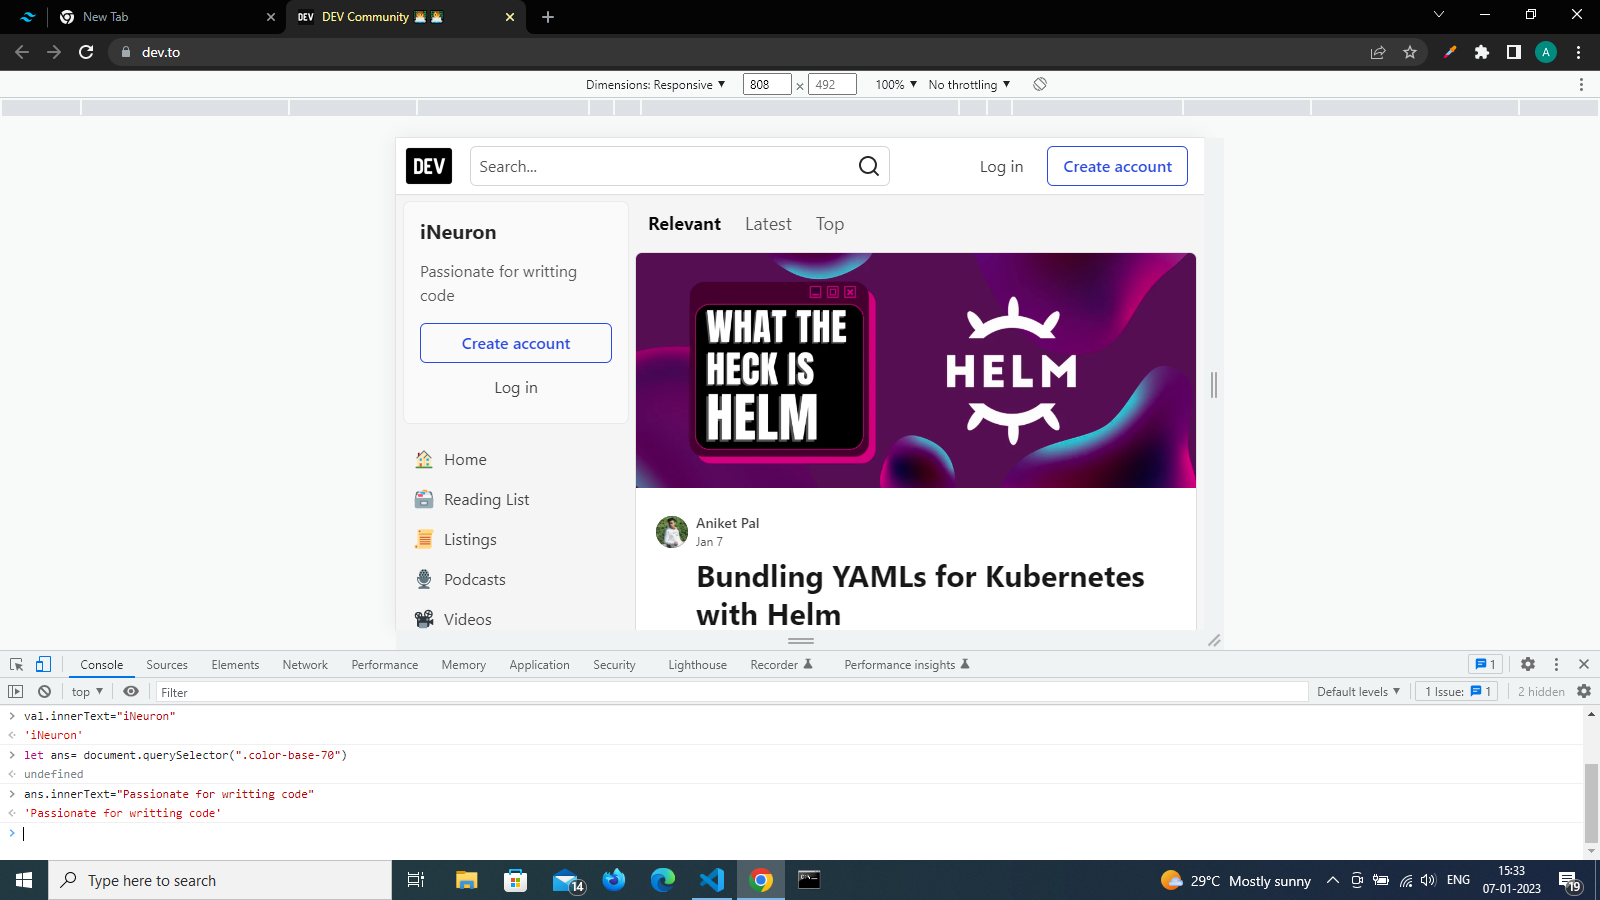 New Tab
DEV Community
dev.to
A
Dimensions: Responsive ▼ 808 × 492 100% ▼ No throttling ▼
DEV Search... Log in Create account
iNeuron
Passionate for writting
code
Create account
Log in
Home
Reading List
Listings
Podcasts
Videos
Relevant Latest Top
WHAT THE
HECK IS
HELM
HELM
Aniket Pal
Jan 7
Bundling YAMLs for Kubernetes
with Helm
Console Sources Elements Network Performance Memory Application Security Lighthouse Recorder Performance insights 1
top ▼ Filter Default levels ▼ 1 Issue: 1 2 hidden
> val.innerText="iNeuron"
'iNeuron'
> let ans= document.querySelector(".color-base-70")
undefined
> ans.innerText="Passionate for writting code"
'Passionate for writting code'
>
Type here to search 14 29°C Mostly sunny ENG 15:33
07-01-2023 19